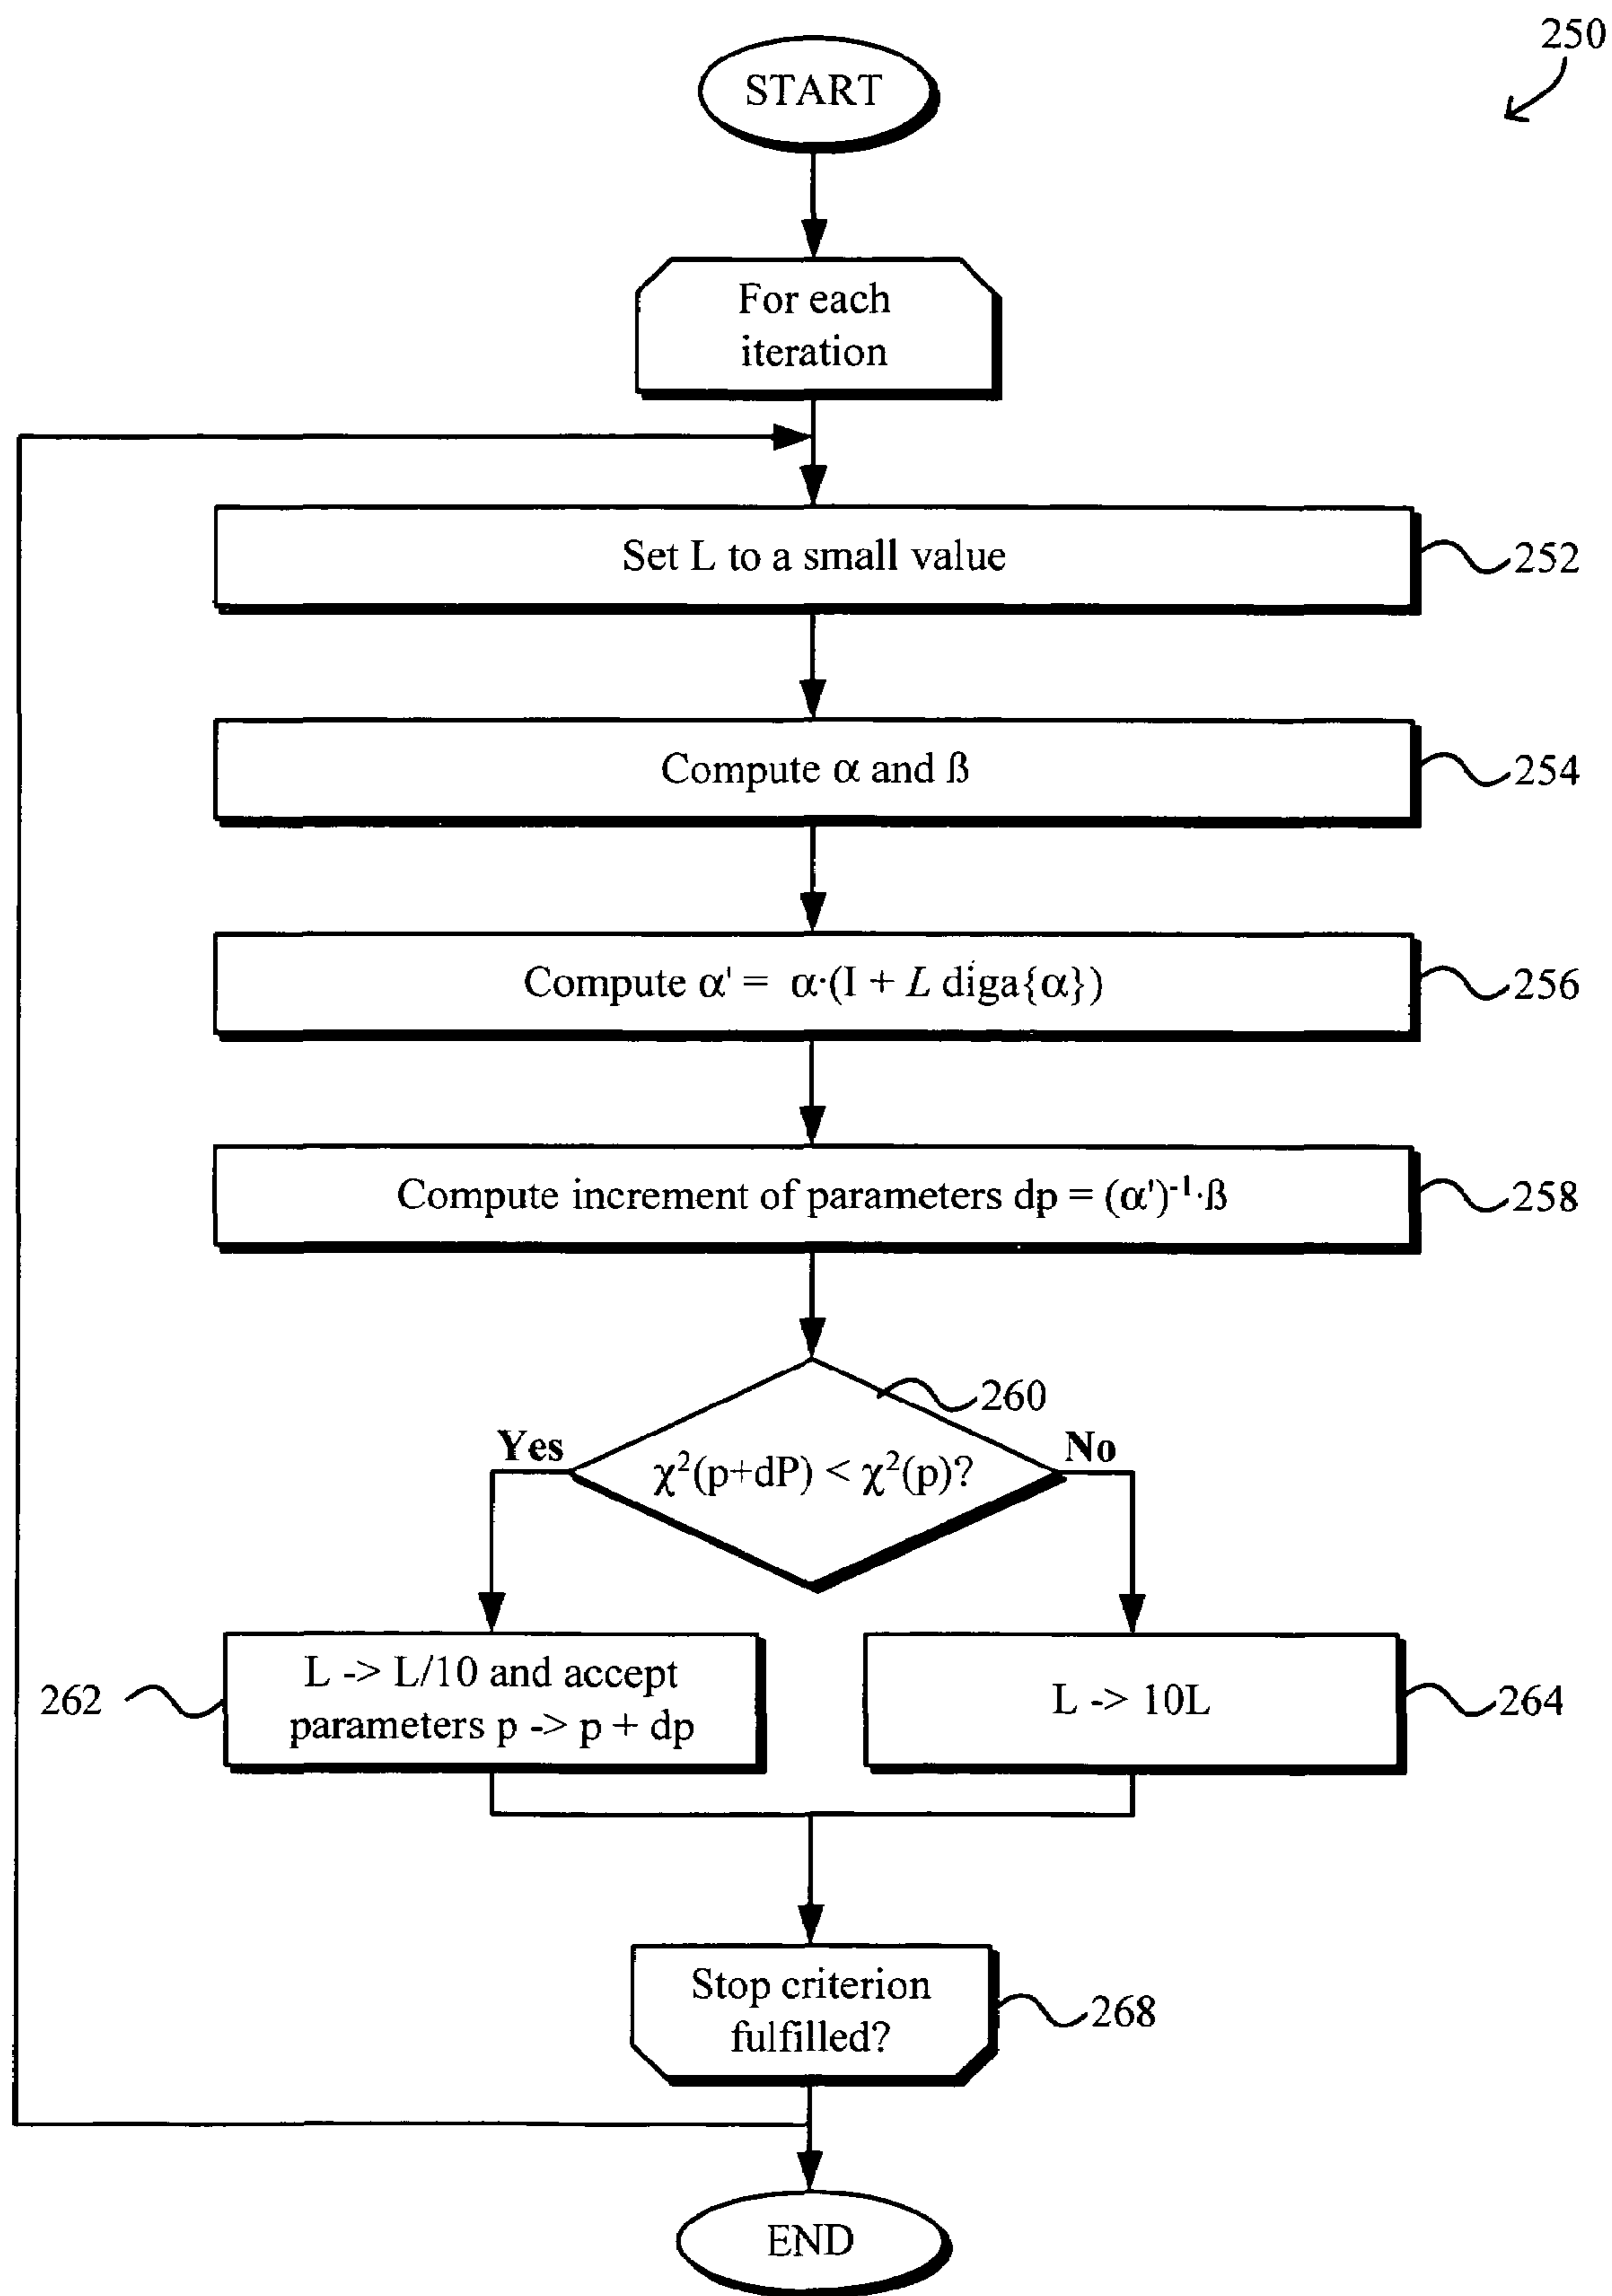 250
START
For each
iteration
Set L to a small value
252
Compute α and ß
254
Compute α' = α·(I + L diga{α})
256
Compute increment of parameters dp = (α')⁻¹·ß
258
260
Yes
No
χ²(p+dP) < χ²(p)?
262
L -> L/10 and accept
parameters p -> p + dp
L -> 10L
264
Stop criterion
fulfilled?
268
END